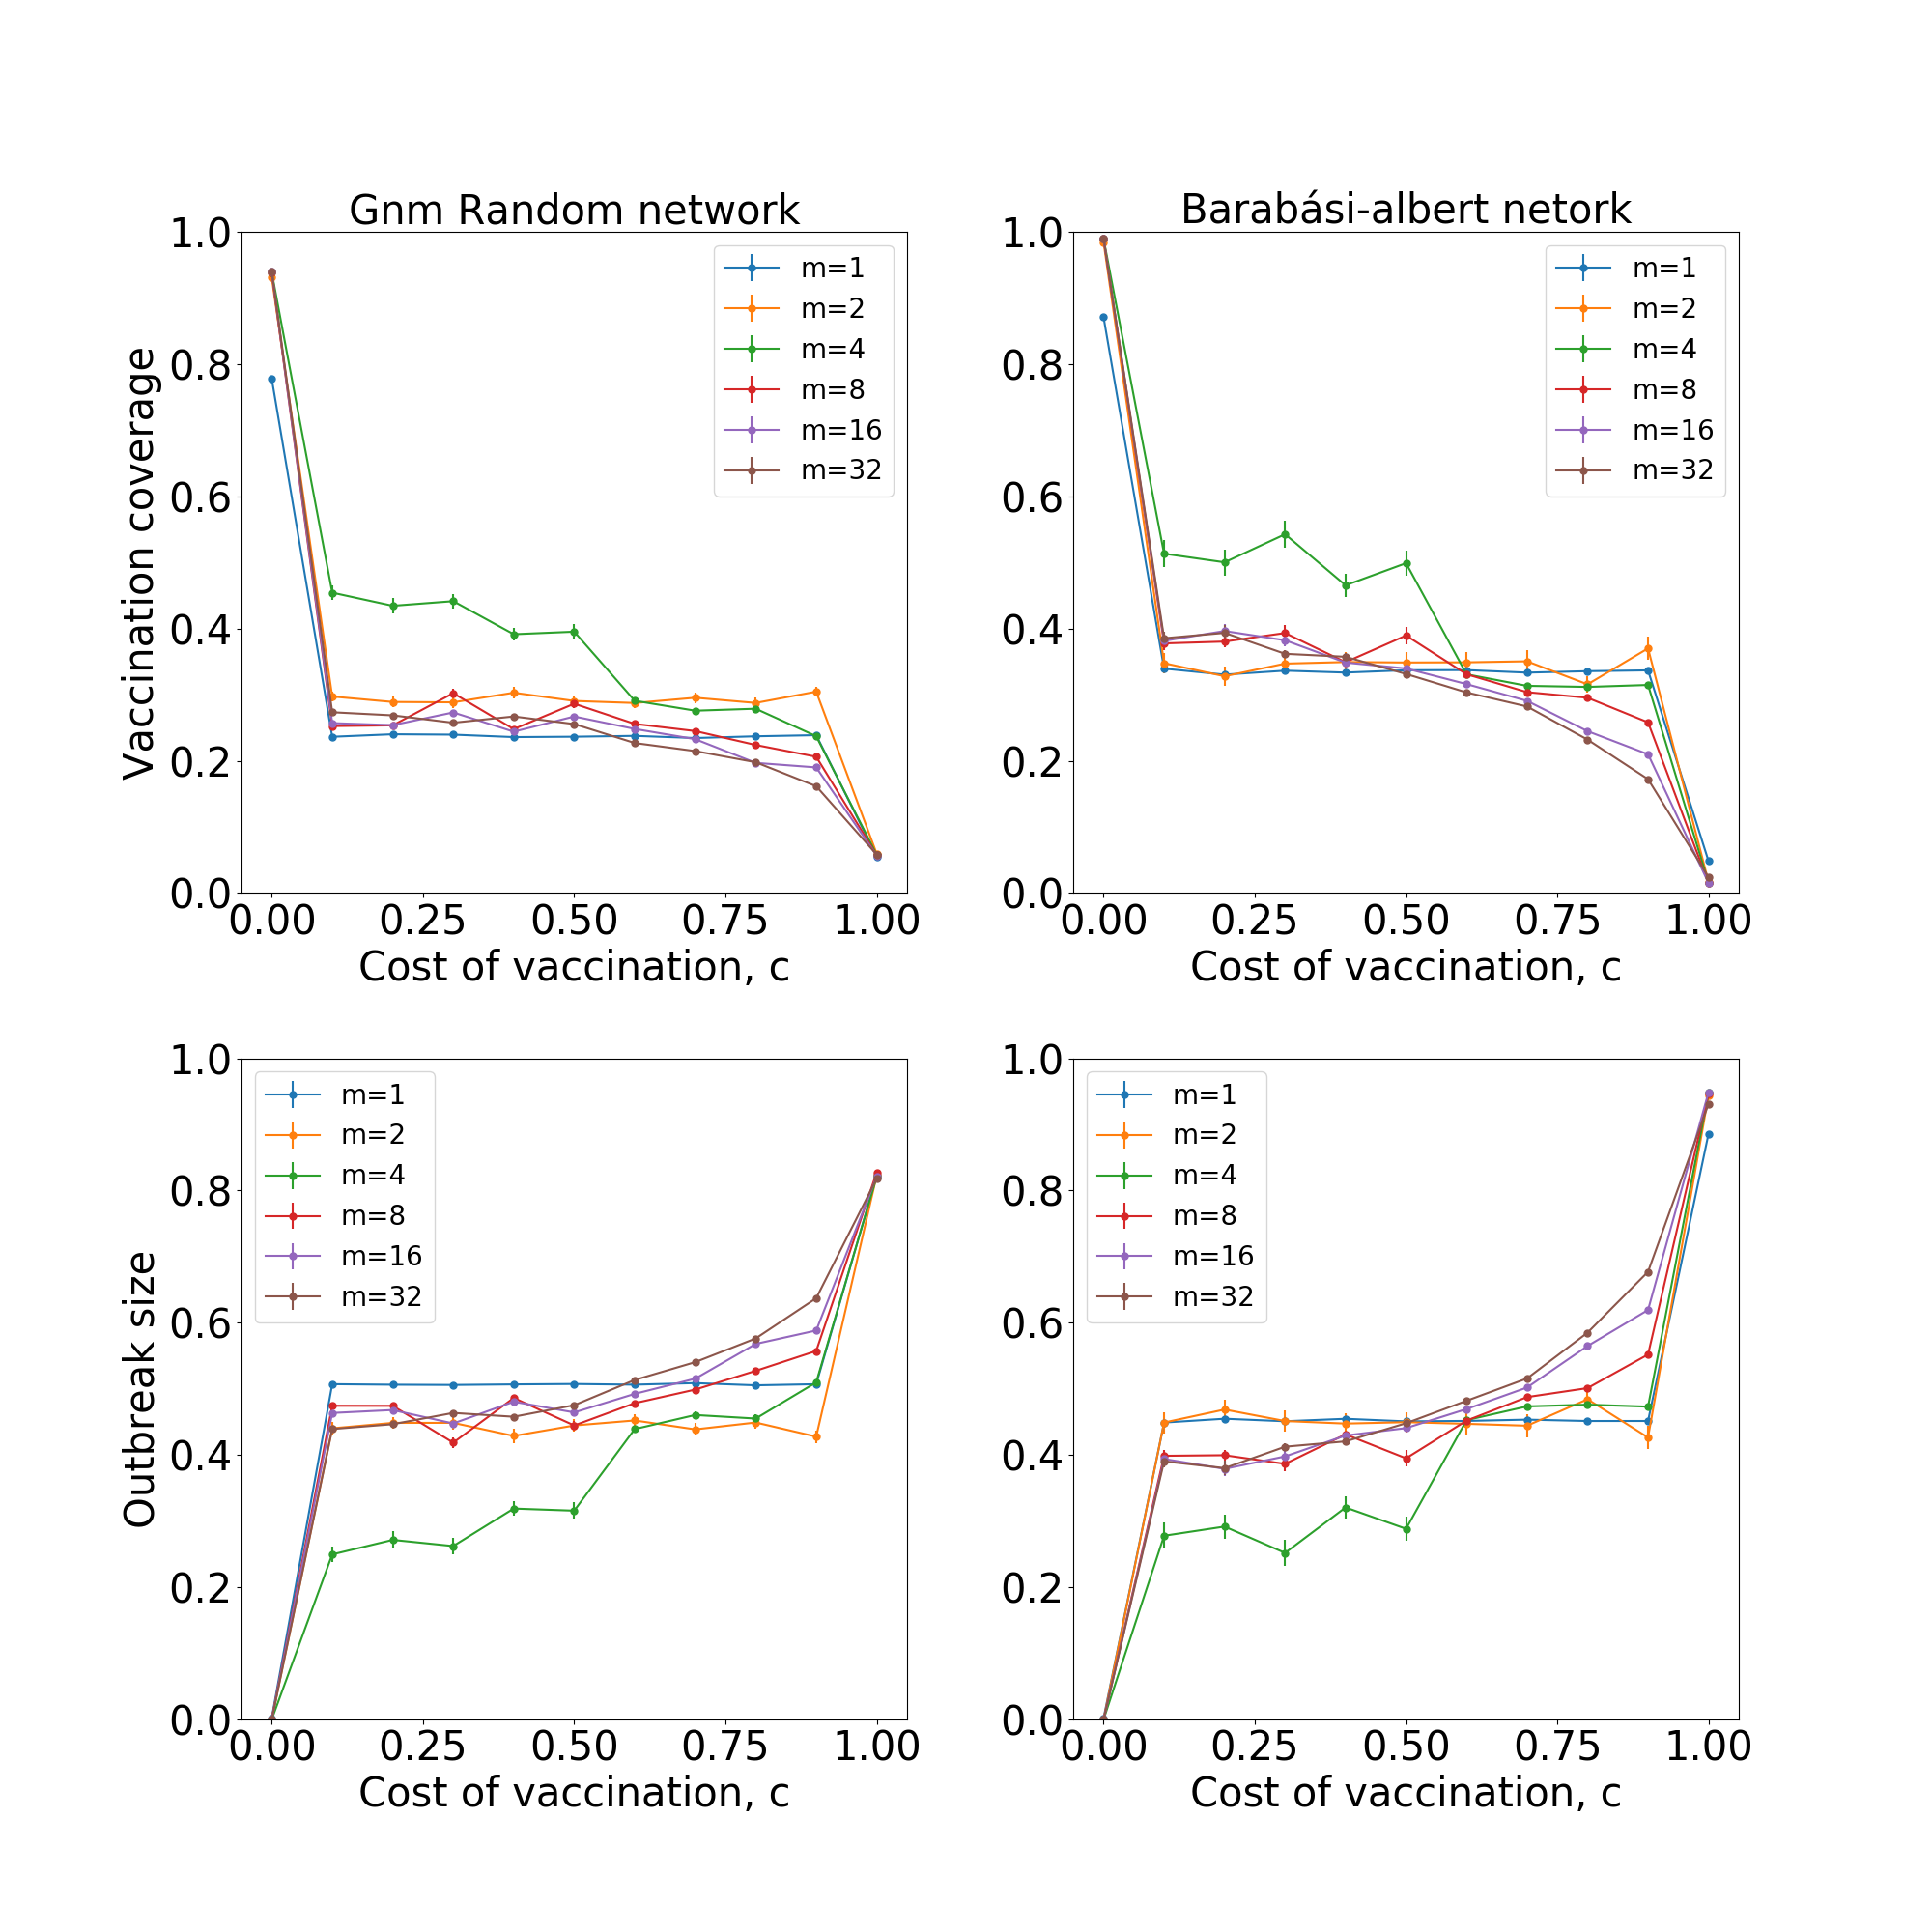 Gnm Random network
Vaccination coverage
1.0
0.8
0.6
0.4
0.2
0.0
m=1
m=2
m=4
m=8
m=16
m=32
0.00 0.25 0.50 0.75 1.00
Cost of vaccination, c
Barabási-albert netork
1.0
0.8
0.6
0.4
0.2
0.0
m=1
m=2
m=4
m=8
m=16
m=32
0.00 0.25 0.50 0.75 1.00
Cost of vaccination, c
Outbreak size
1.0
0.8
0.6
0.4
0.2
0.0
m=1
m=2
m=4
m=8
m=16
m=32
0.00 0.25 0.50 0.75 1.00
Cost of vaccination, c
1.0
0.8
0.6
0.4
0.2
0.0
m=1
m=2
m=4
m=8
m=16
m=32
0.00 0.25 0.50 0.75 1.00
Cost of vaccination, c